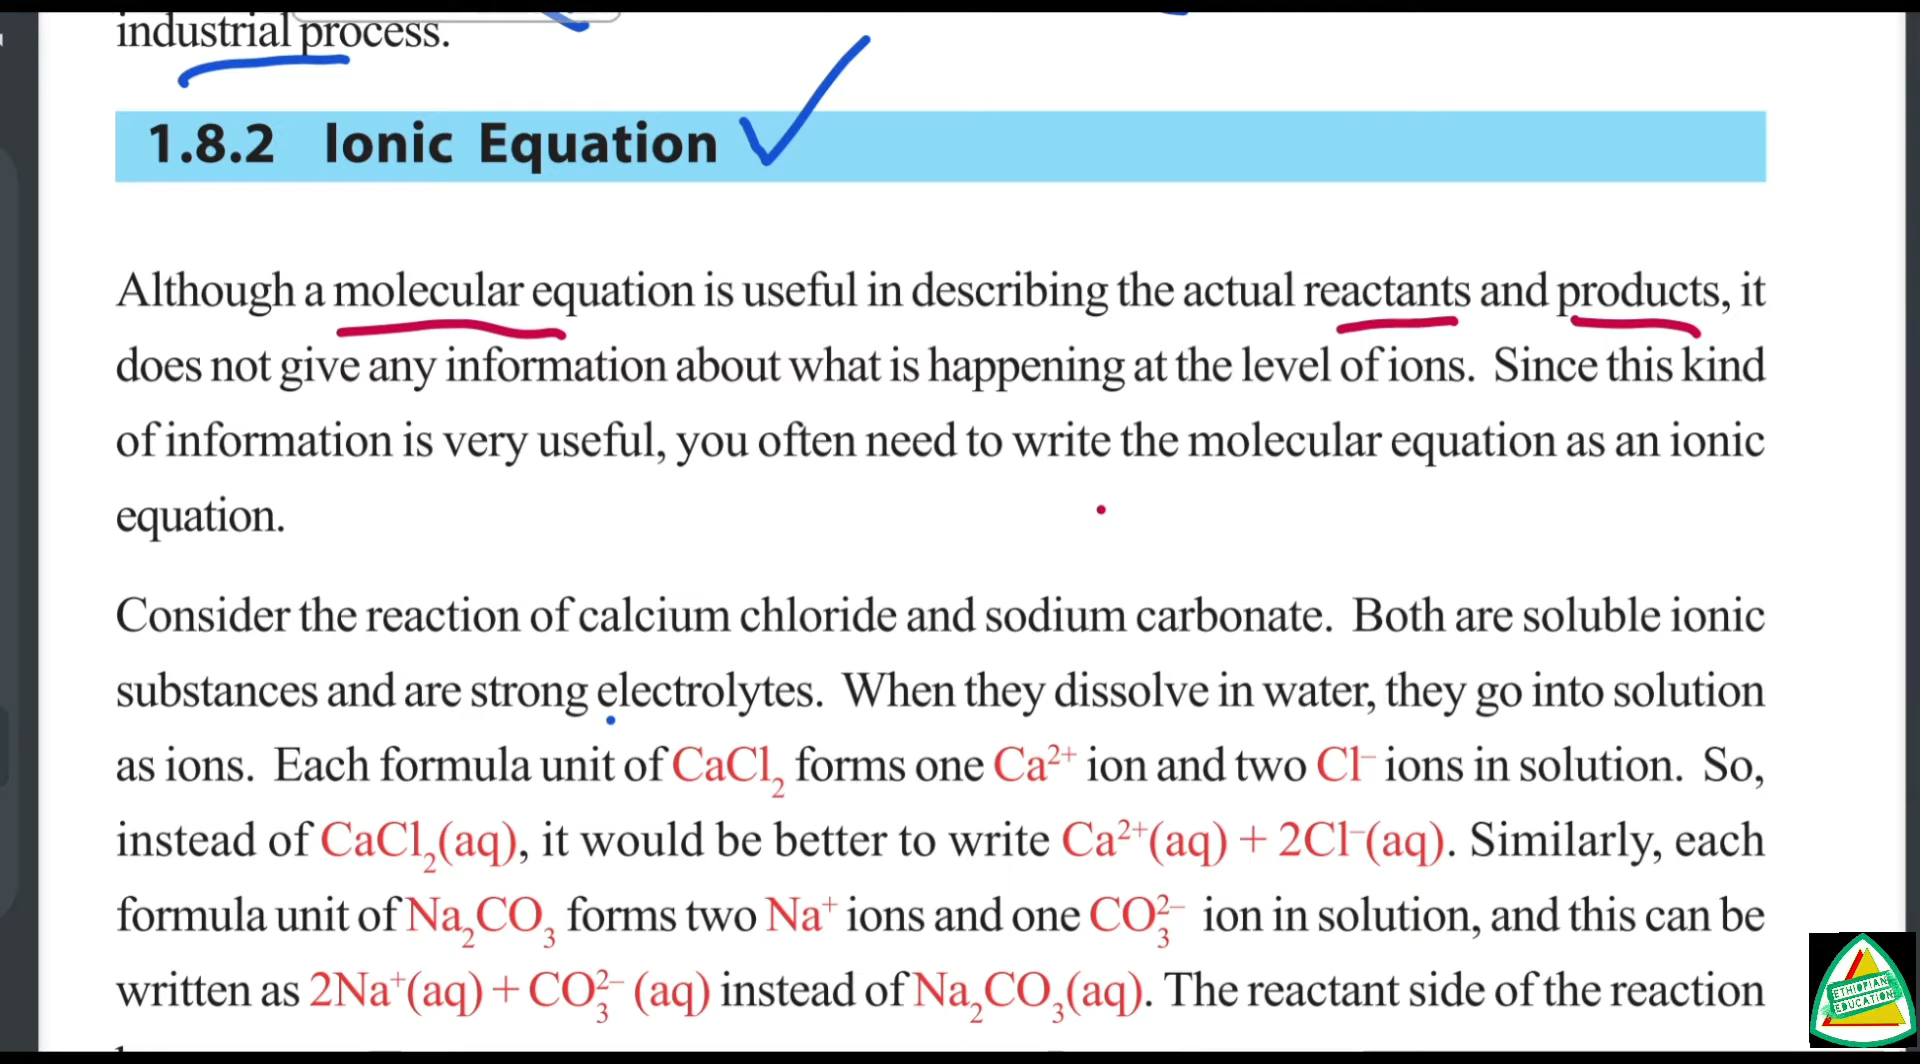 industrial process.
1.8.2 Ionic Equation
Although a molecular equation is useful in describing the actual reactants and products, it
does not give any information about what is happening at the level of ions. Since this kind
of information is very useful, you often need to write the molecular equation as an ionic
equation.
Consider the reaction of calcium chloride and sodium carbonate. Both are soluble ionic
substances and are strong electrolytes. When they dissolve in water, they go into solution
as ions. Each formula unit of CaCl₂ forms one Ca²⁺ ion and two Cl⁻ ions in solution. So,
instead of CaCl₂(aq), it would be better to write Ca²⁺(aq) + 2Cl⁻(aq). Similarly, each
formula unit of Na₂CO₃ forms two Na⁺ ions and one CO₃²⁻ ion in solution, and this can be
written as 2Na⁺(aq) + CO₃²⁻ (aq) instead of Na₂CO₃(aq). The reactant side of the reaction
ETHIOPIAN
EDUCATION